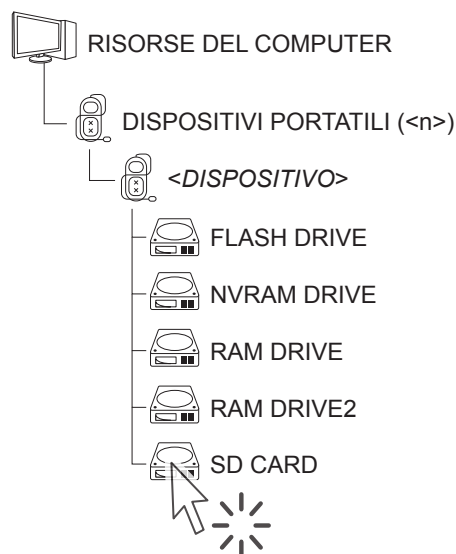 RISORSE DEL COMPUTER
DISPOSITIVI PORTATILI (<n>)
<DISPOSITIVO>
FLASH DRIVE
NVRAM DRIVE
RAM DRIVE
RAM DRIVE2
SD CARD